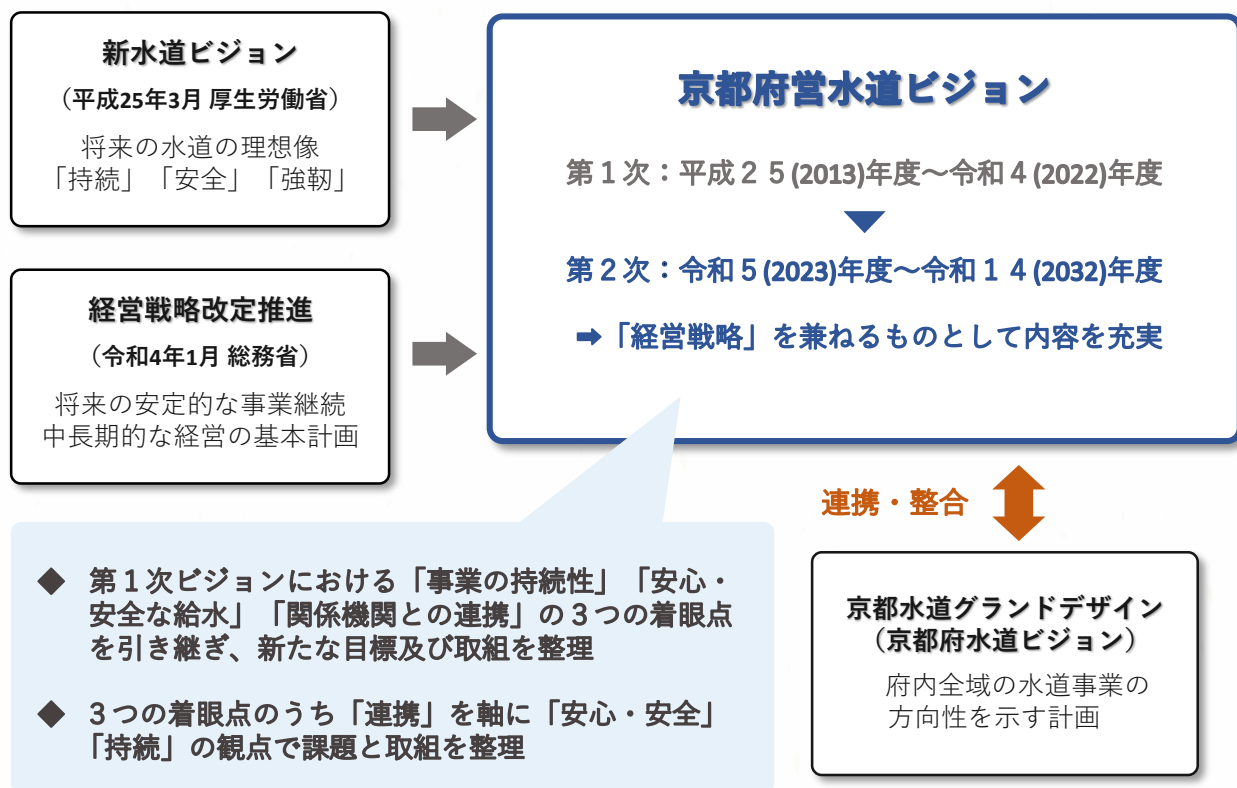 新水道ビジョン
(平成25年3月 厚生労働省)
将来の水道の理想像
「持続」「安全」「強靭」
経営戦略改定推進
(令和4年1月 総務省)
将来の安定的な事業継続
中長期的な経営の基本計画
京都府営水道ビジョン
第1次:平成25(2013)年度~令和4(2022)年度
第2次:令和5(2023)年度~令和14(2032)年度
➡「経営戦略」を兼ねるものとして内容を充実
◆ 第1次ビジョンにおける「事業の持続性」「安心・
安全な給水」「関係機関との連携」の3つの着眼点
を引き継ぎ、新たな目標及び取組を整理
◆ 3つの着眼点のうち「連携」を軸に「安心・安全」
「持続」の観点で課題と取組を整理
連携・整合
京都水道グランドデザイン
(京都府水道ビジョン)
府内全域の水道事業の
方向性を示す計画